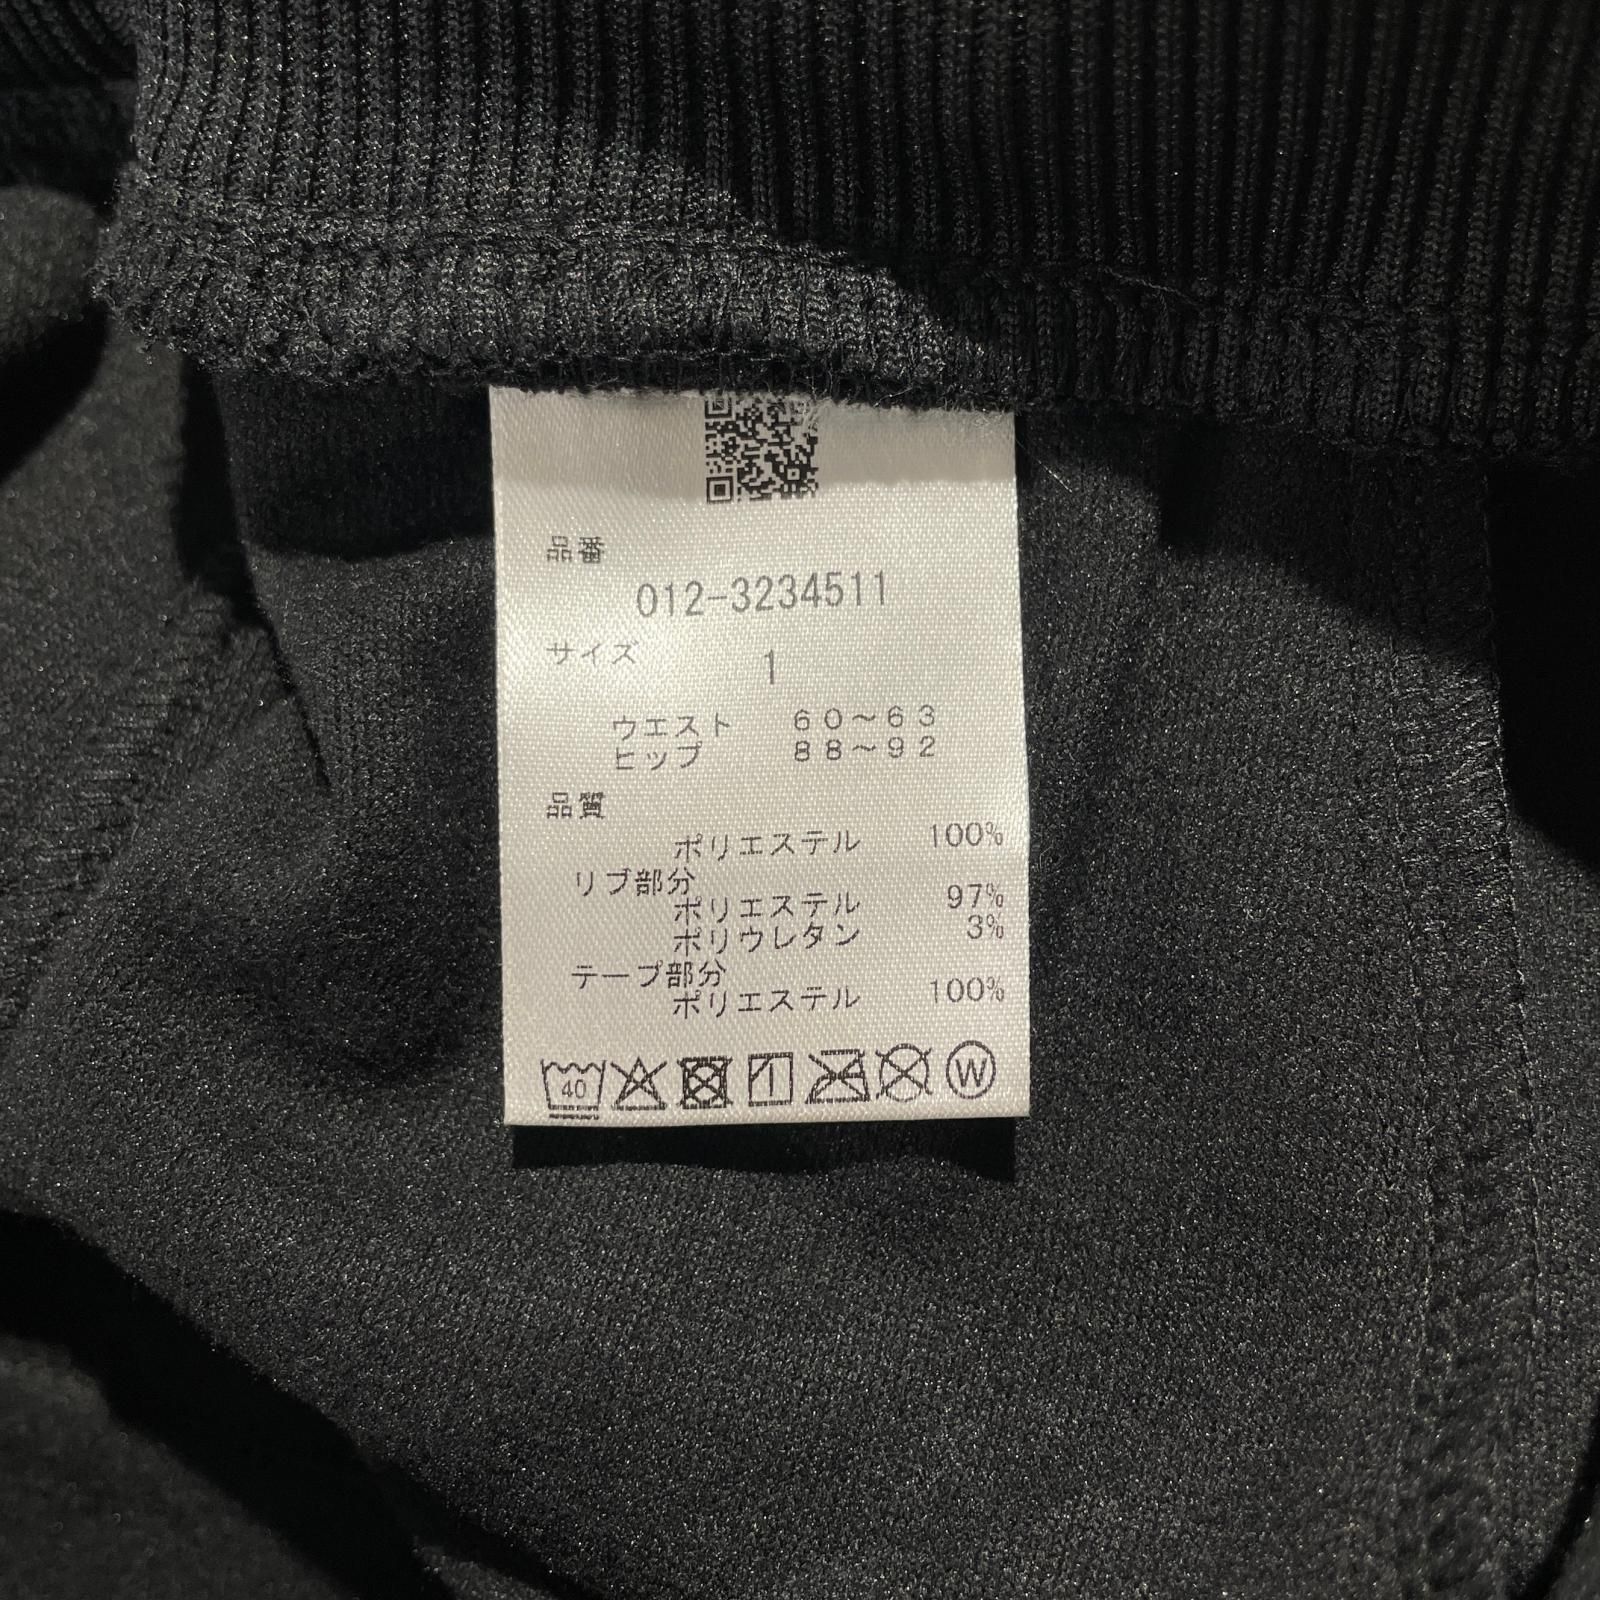 品番
012-3234511
サイズ 1
ウエスト 60～63
ヒップ 88～92
品質
ポリエステル 100%
リブ部分
ポリエステル 97%
ポリウレタン 3%
テープ部分
ポリエステル 100%
40 W